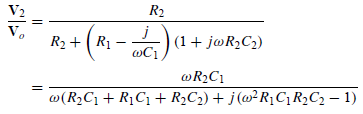 V₂/Vₒ = R₂ / (R₂ + (R₁ − j/(ωC₁)) (1 + jωR₂C₂))
= ωR₂C₁ / (ω(R₂C₁ + R₁C₁ + R₂C₂) + j(ω²R₁C₁R₂C₂ − 1))